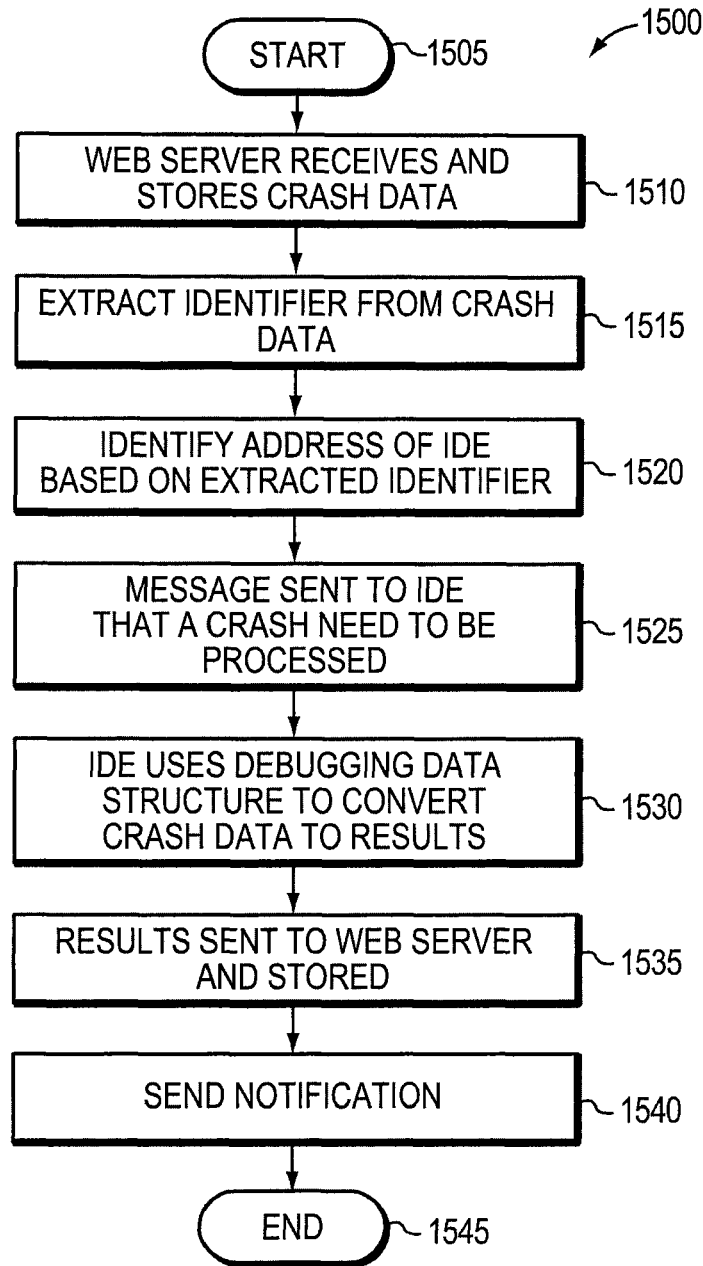 1500
START
1505
WEB SERVER RECEIVES AND
STORES CRASH DATA
1510
EXTRACT IDENTIFIER FROM CRASH
DATA
1515
IDENTIFY ADDRESS OF IDE
BASED ON EXTRACTED IDENTIFIER
1520
MESSAGE SENT TO IDE
THAT A CRASH NEED TO BE
PROCESSED
1525
IDE USES DEBUGGING DATA
STRUCTURE TO CONVERT
CRASH DATA TO RESULTS
1530
RESULTS SENT TO WEB SERVER
AND STORED
1535
SEND NOTIFICATION
1540
END
1545